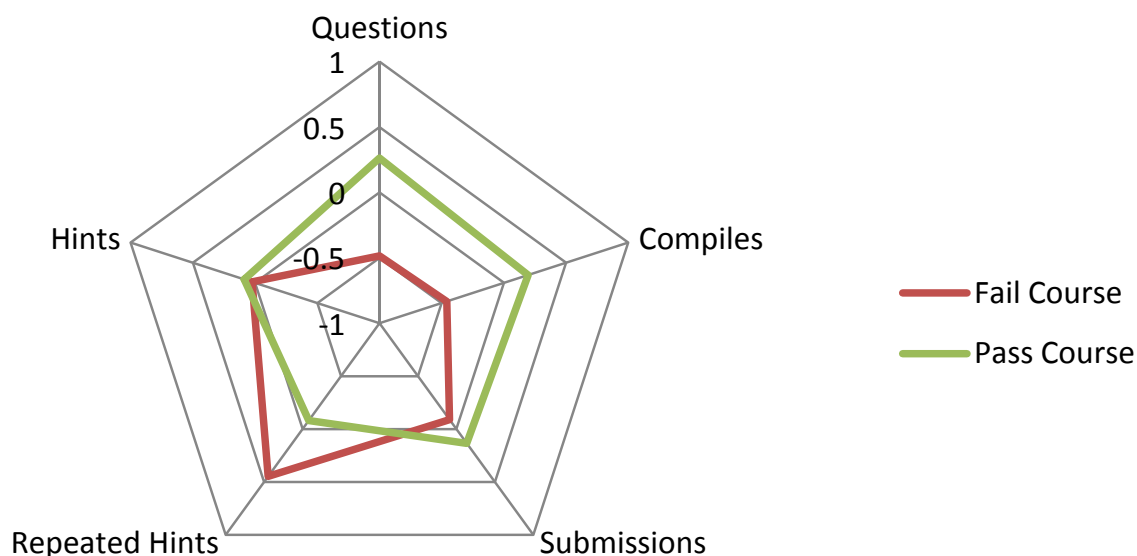 Questions
1
0.5
0
-0.5
-1
Hints
Compiles
Repeated Hints
Submissions
Fail Course
Pass Course